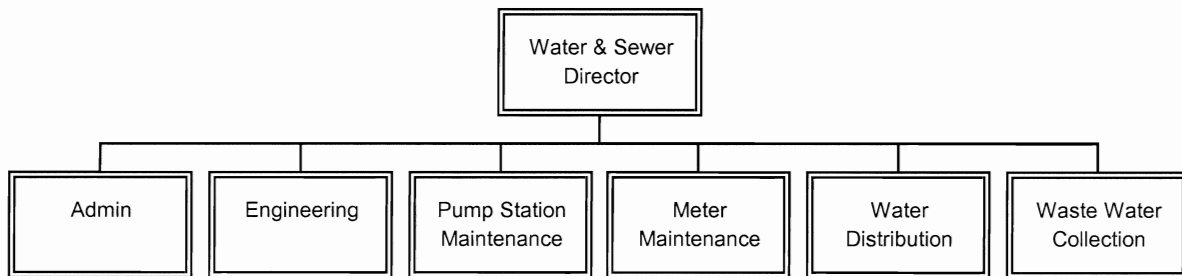 Water & Sewer
Director
Admin
Engineering
Pump Station
Maintenance
Meter
Maintenance
Water
Distribution
Waste Water
Collection